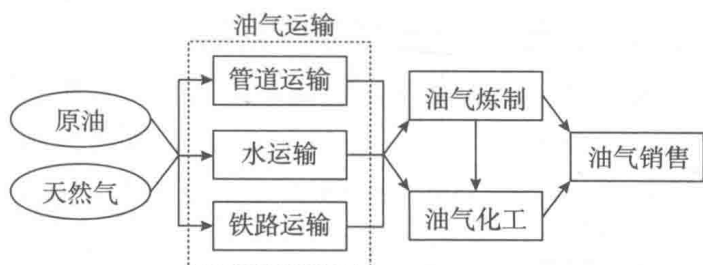 油气运输
管道运输
原油
油气炼制
水运输
油气销售
天然气
铁路运输
油气化工